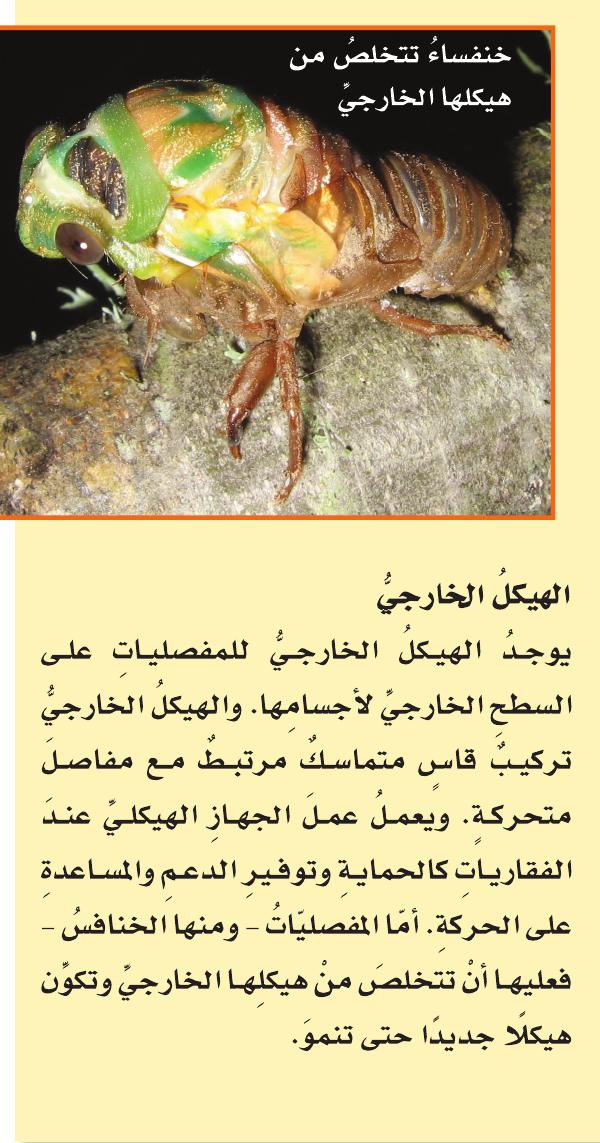 خنفساءُ تتخلصُ من
هيكلها الخارجيِّ
الهيكلُ الخارجيُّ
يوجدُ الهيكلُ الخارجيُّ للمفصلياتِ على
السطحِ الخارجيِّ لأجسامِها. والهيكلُ الخارجيُّ
تركيبٌ قاسٍ متماسكٌ مرتبطٌ مع مفاصلَ
متحركةٍ. ويعملُ عملَ الجهازِ الهيكليِّ عندَ
الفقارياتِ كالحمايةِ وتوفيرِ الدعمِ والمساعدةِ
على الحركةِ. أمّا المفصليّاتُ – ومنها الخنافسُ –
فعليها أنْ تتخلصَ منْ هيكلِها الخارجيِّ وتكوِّن
هيكلًا جديدًا حتى تنموَ.